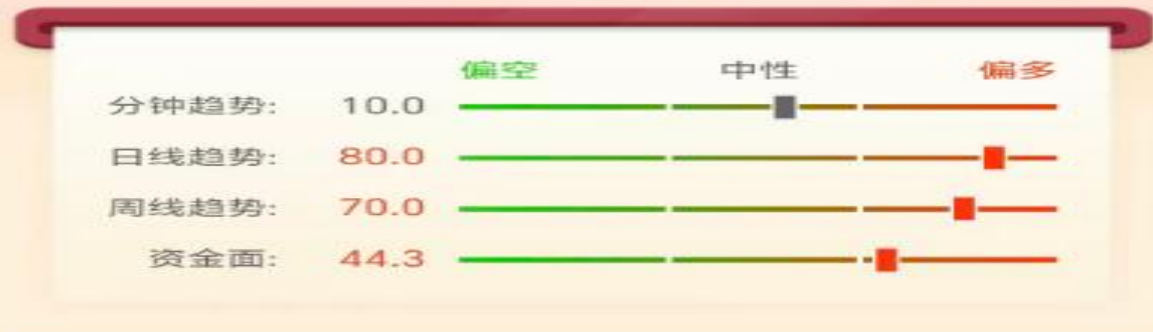 偏空 中性 偏多
分钟趋势: 10.0
日线趋势: 80.0
周线趋势: 70.0
资金面: 44.3